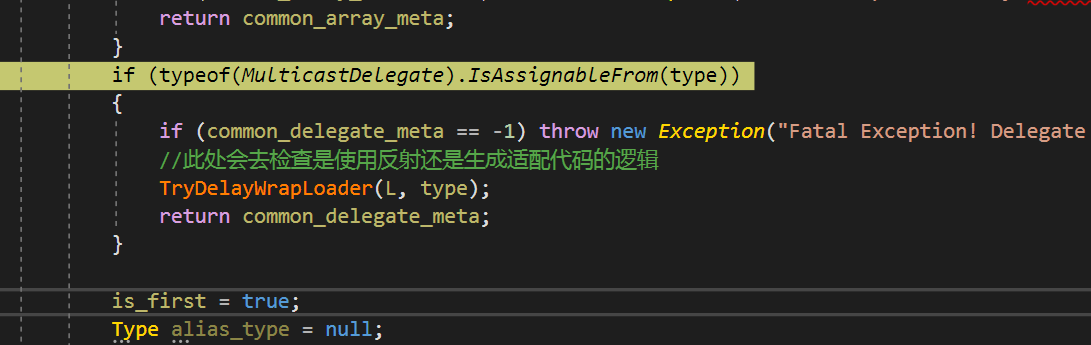 return common_array_meta;
}
if (typeof(MulticastDelegate).IsAssignableFrom(type))
{
if (common_delegate_meta == -1) throw new Exception("Fatal Exception! Delegate
//此处会去检查是使用反射还是生成适配代码的逻辑
TryDelayWrapLoader(L, type);
return common_delegate_meta;
}
is_first = true;
Type alias_type = null;